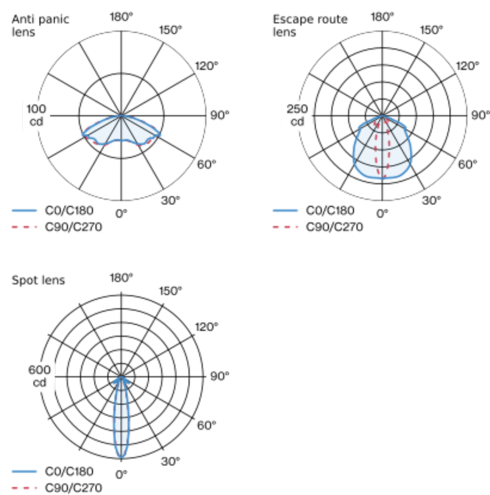 Anti panic
lens
180°
150°
120°
100
cd
90°
60°
30°
0°
C0/C180
C90/C270
Escape route
lens
180°
150°
120°
250
cd
90°
60°
30°
0°
C0/C180
C90/C270
Spot lens
180°
150°
120°
600
cd
90°
60°
30°
0°
C0/C180
C90/C270